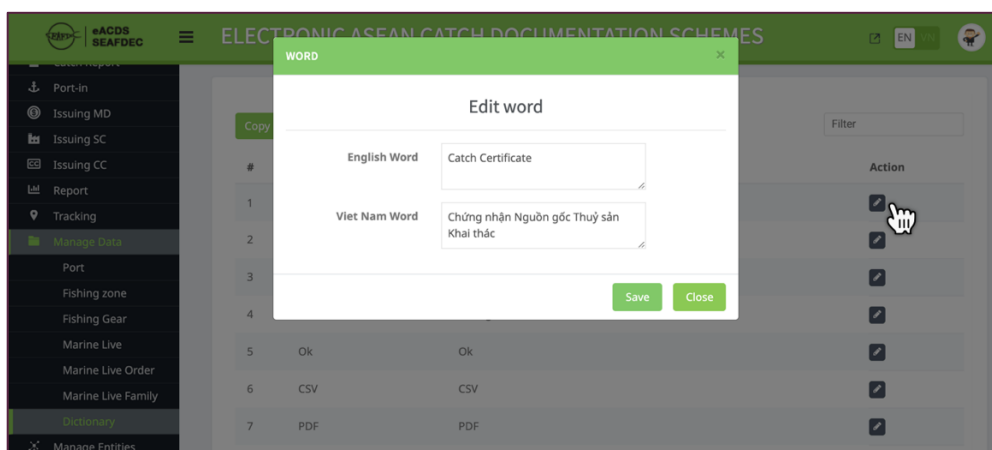 eACDS
SEAFDEC
ELECTRONIC ASEAN CATCH DOCUMENTATION SCHEMES
EN VN
Catch Report
Port-in
Issuing MD
Issuing SC
Issuing CC
Report
Tracking
Manage Data
Port
Fishing zone
Fishing Gear
Marine Live
Marine Live Order
Marine Live Family
Dictionary
Manage Entities
WORD ×
Edit word
English Word Catch Certificate
Viet Nam Word Chứng nhận Nguồn gốc Thuỷ sản
Khai thác
Save Close
Copy
Filter
# Action
1
2
3
4
5 Ok Ok
6 CSV CSV
7 PDF PDF